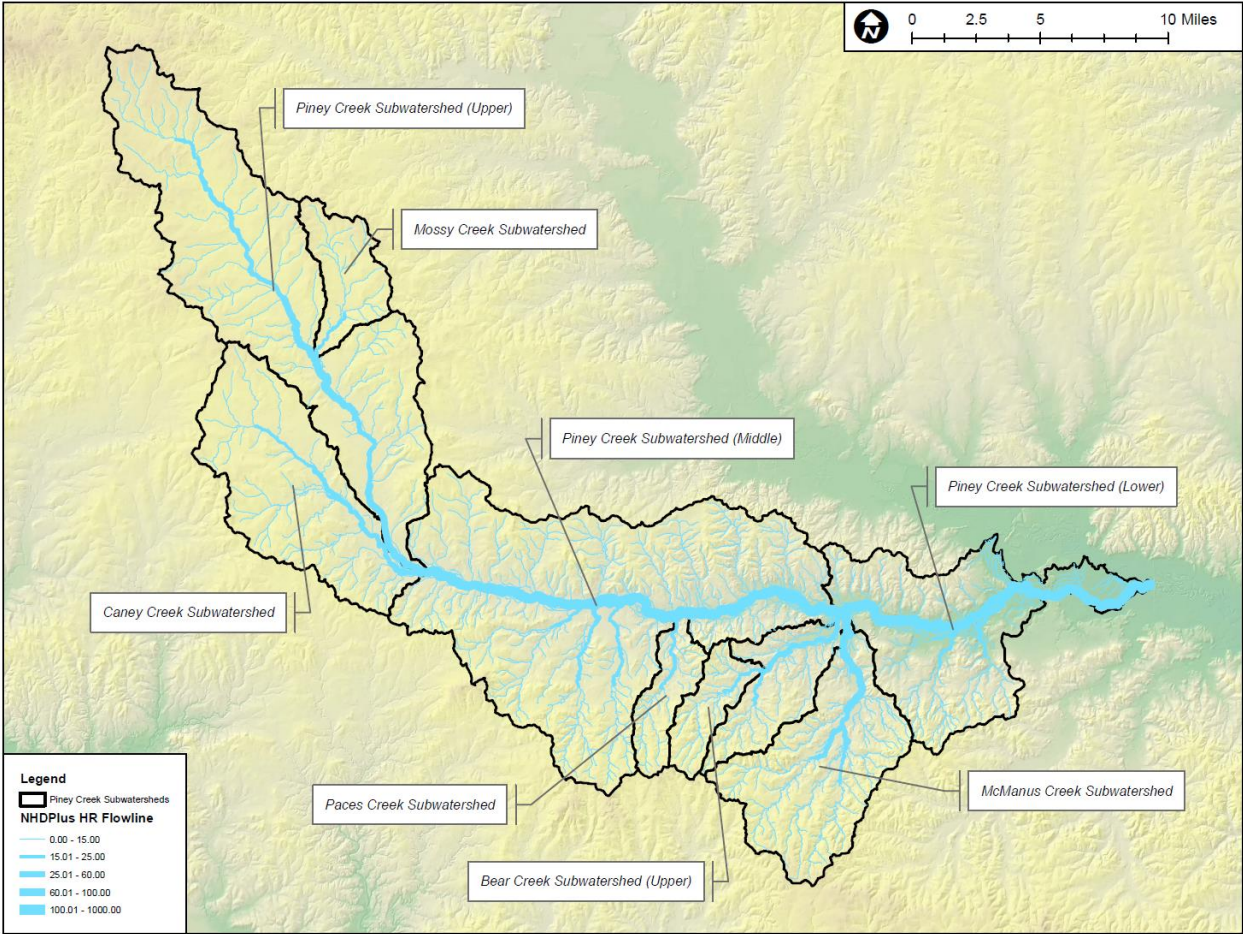 N
0 2.5 5 10 Miles
Piney Creek Subwatershed (Upper)
Mossy Creek Subwatershed
Piney Creek Subwatershed (Middle)
Piney Creek Subwatershed (Lower)
Caney Creek Subwatershed
Paces Creek Subwatershed
McManus Creek Subwatershed
Bear Creek Subwatershed (Upper)
Legend
Piney Creek Subwatersheds
NHDPlus HR Flowline
0.00 - 15.00
15.01 - 25.00
25.01 - 60.00
60.01 - 100.00
100.01 - 1000.00